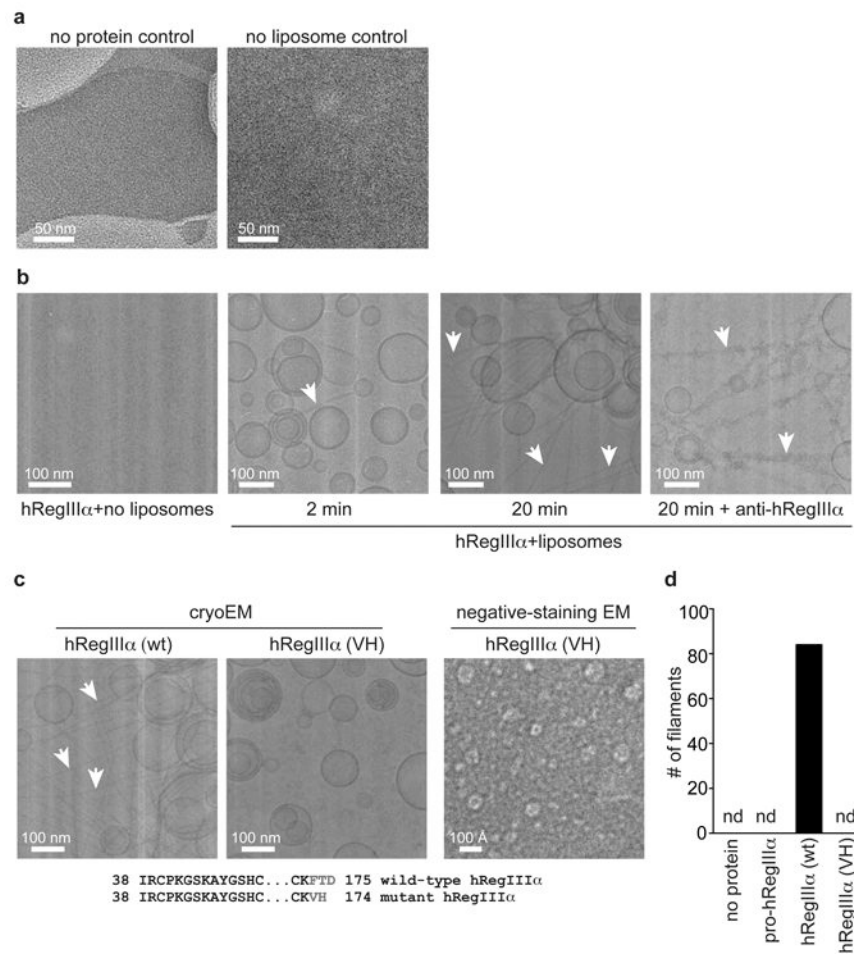 a
no protein control
no liposome control
50 nm
50 nm
b
100 nm
100 nm
100 nm
100 nm
hRegIIIα+no liposomes
2 min
20 min
20 min + anti-hRegIIIα
hRegIIIα+liposomes
c
cryoEM
negative-staining EM
hRegIIIα (wt)
hRegIIIα (VH)
hRegIIIα (VH)
100 nm
100 nm
100 Å
38 IRCPKGSKAYGSHC...CKFTD 175 wild-type hRegIIIα
38 IRCPKGSKAYGSHC...CKVH 174 mutant hRegIIIα
d
# of filaments
100
80
60
40
20
0
nd
nd
nd
no protein
pro-hRegIIIα
hRegIIIα (wt)
hRegIIIα (VH)